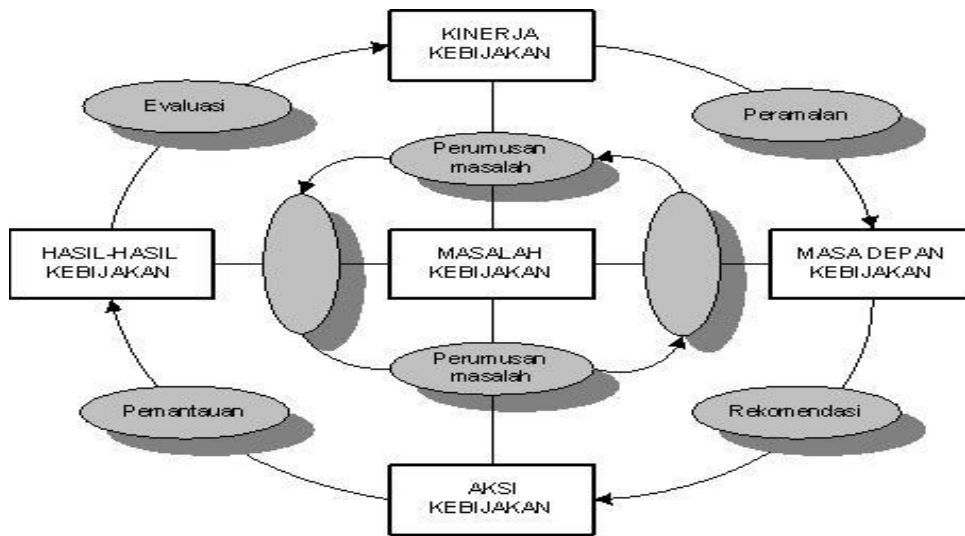 KINERJA
KEBIJAKAN
Evaluasi
Peramalan
Perumusan
masalah
HASIL-HASIL
KEBIJAKAN
MASALAH
KEBIJAKAN
MASA DEPAN
KEBIJAKAN
Perumusan
masalah
Pemantauan
Rekomendasi
AKSI
KEBIJAKAN